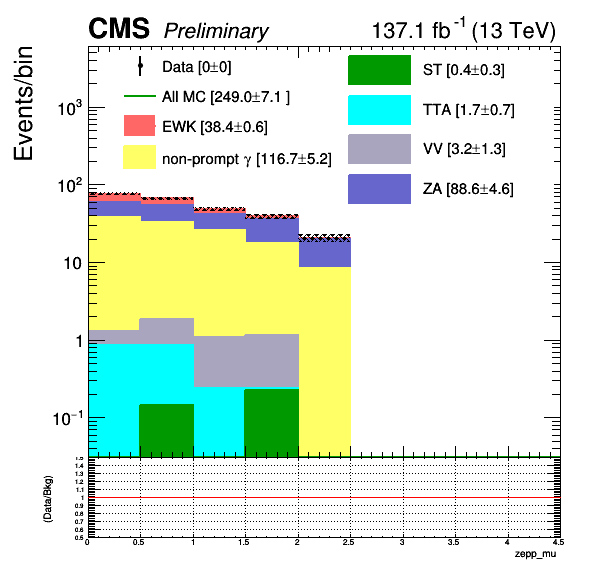 CMS Preliminary 137.1 fb⁻¹ (13 TeV)
Events/bin
Data [0±0]
All MC [249.0±7.1 ]
EWK [38.4±0.6]
non-prompt γ [116.7±5.2]
ST [0.4±0.3]
TTA [1.7±0.7]
VV [3.2±1.3]
ZA [88.6±4.6]
10³
10²
10
1
10⁻¹
(Data/Bkg)
1.5
1.4
1.3
1.2
1.1
1
0.9
0.8
0.7
0.6
0.5
0 0.5 1 1.5 2 2.5 3 3.5 4 4.5
zepp_mu